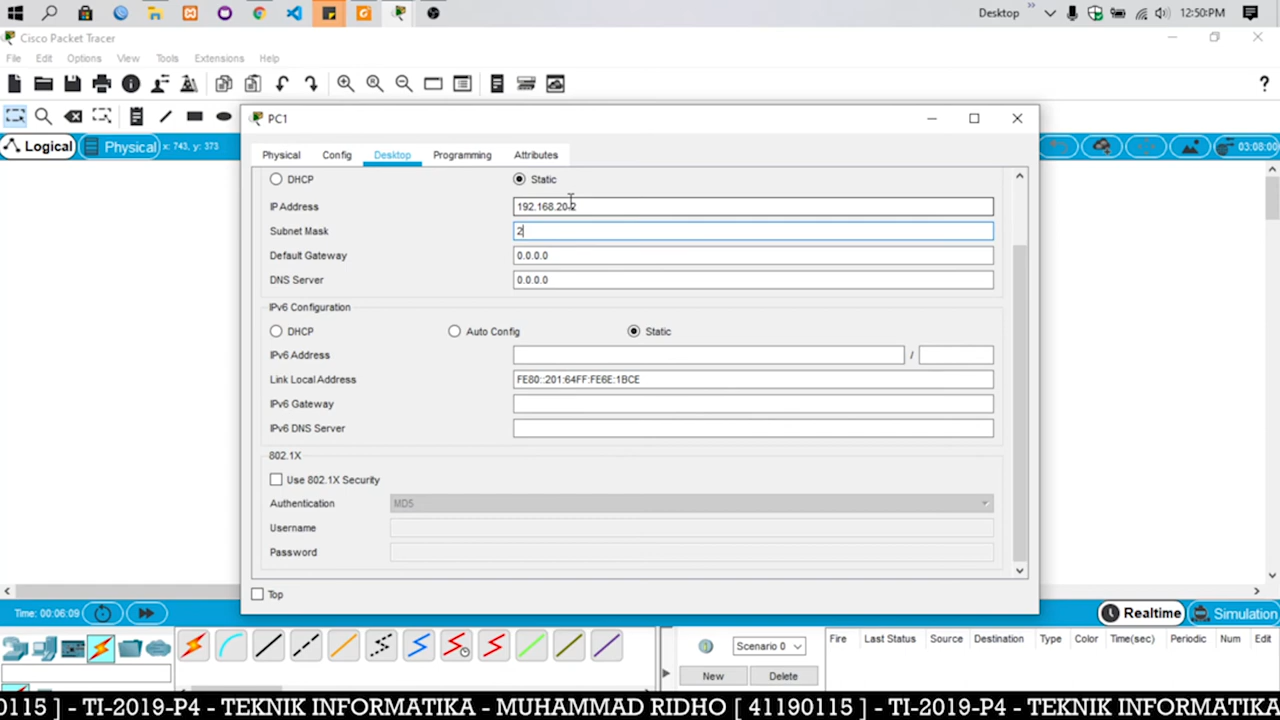 Desktop
12:50:PM
Cisco Packet Tracer
File Edit Options View Tools Extensions Help
Logical
Physical
x: 743, y: 373
03:08:00
PC1
Physical Config Desktop Programming Attributes
DHCP
Static
IP Address
192.168.20.2
Subnet Mask
2
Default Gateway
0.0.0.0
DNS Server
0.0.0.0
IPv6 Configuration
DHCP
Auto Config
Static
IPv6 Address
/
Link Local Address
FE80::201:64FF:FE6E:1BCE
IPv6 Gateway
IPv6 DNS Server
802.1X
Use 802.1X Security
Authentication
MD5
Username
Password
Top
Time: 00:06:09
Realtime
Simulation
Scenario 0
New
Delete
Fire Last Status Source Destination Type Color Time(sec) Periodic Num Edit
0115 ] - TI-2019-P4 - TEKNIK INFORMATIKA - MUHAMMAD RIDHO [ 41190115 ] - TI-2019-P4 - TEKNIK INFORMATIKA